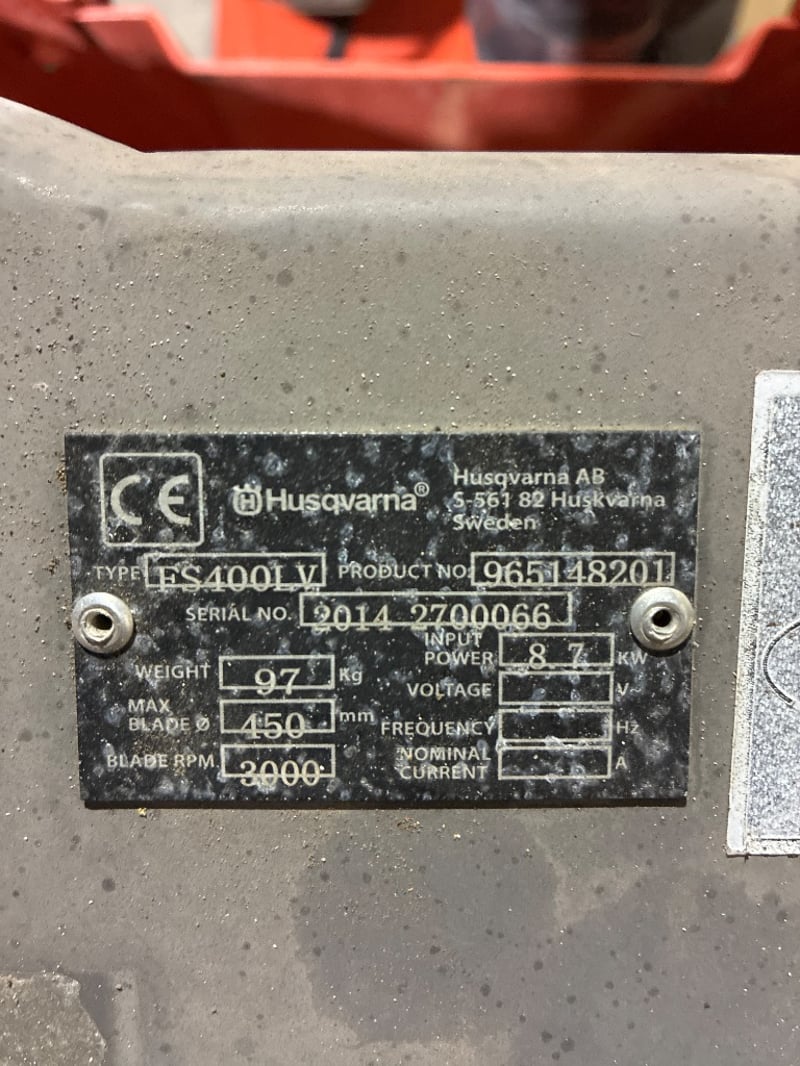 CE
Husqvarna®
Husqvarna AB
S-561 82 Huskvarna
Sweden
TYPE FS400LV PRODUCT NO. 965148201
SERIAL NO. 2014 2700066
WEIGHT 97 Kg
MAX
BLADE Ø 450 mm
BLADE RPM. 3000
INPUT
POWER 8.7 KW
VOLTAGE V~
FREQUENCY Hz
NOMINAL
CURRENT A